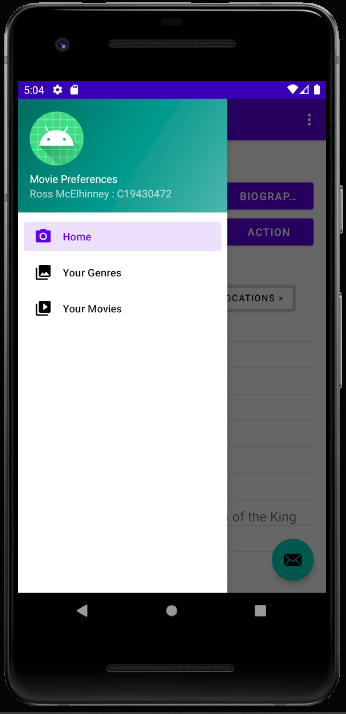 5:04
Movie Preferences
Ross McElhinney : C19430472
BIOGRAP...
Home
ACTION
Your Genres
OCATIONS >
Your Movies
of the King